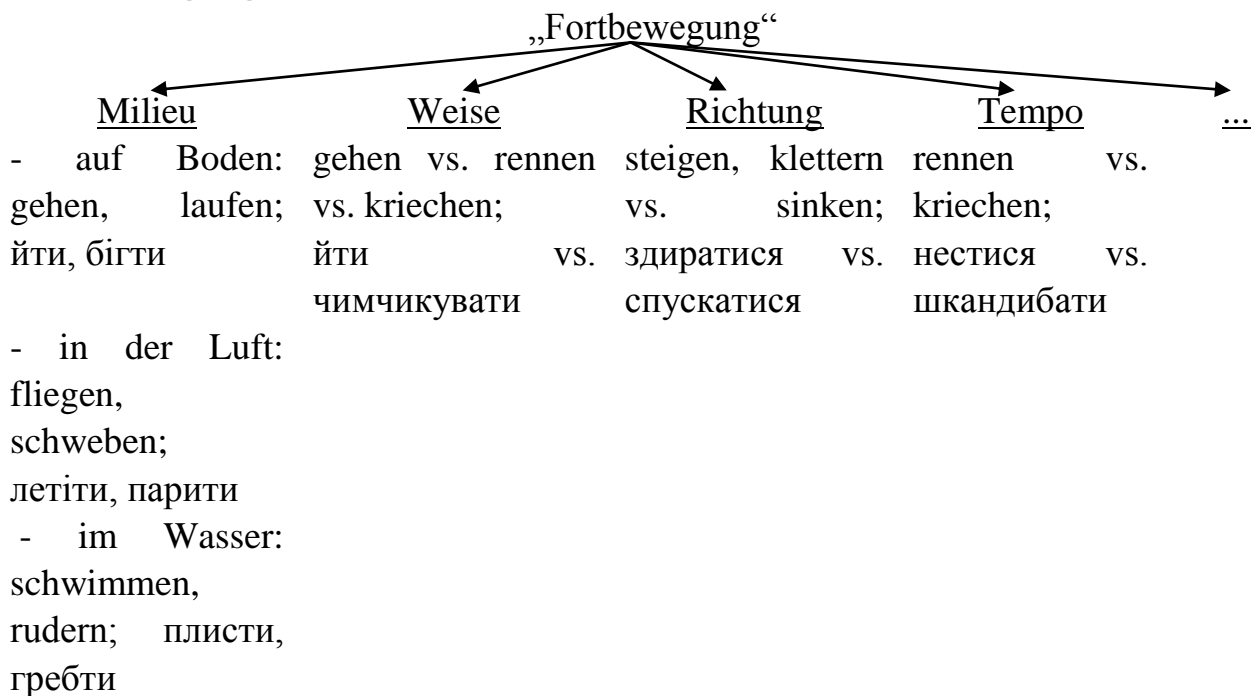 „Fortbewegung“
Milieu Weise Richtung Tempo ...
- auf Boden: gehen vs. rennen steigen, klettern rennen vs.
gehen, laufen; vs. kriechen; vs. sinken; kriechen;
йти, бігти йти vs. здиратися vs. нестися vs.
чимчикувати спускатися шкандибати
- in der Luft:
fliegen,
schweben;
летіти, парити
- im Wasser:
schwimmen,
rudern; плисти,
гребти